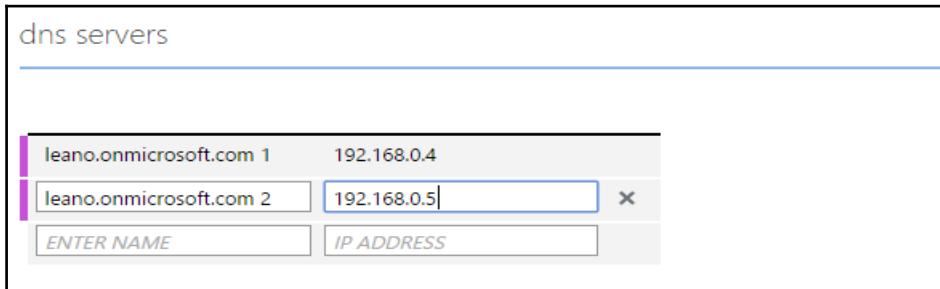 dns servers
leano.onmicrosoft.com 1 192.168.0.4
leano.onmicrosoft.com 2 192.168.0.5
ENTER NAME IP ADDRESS